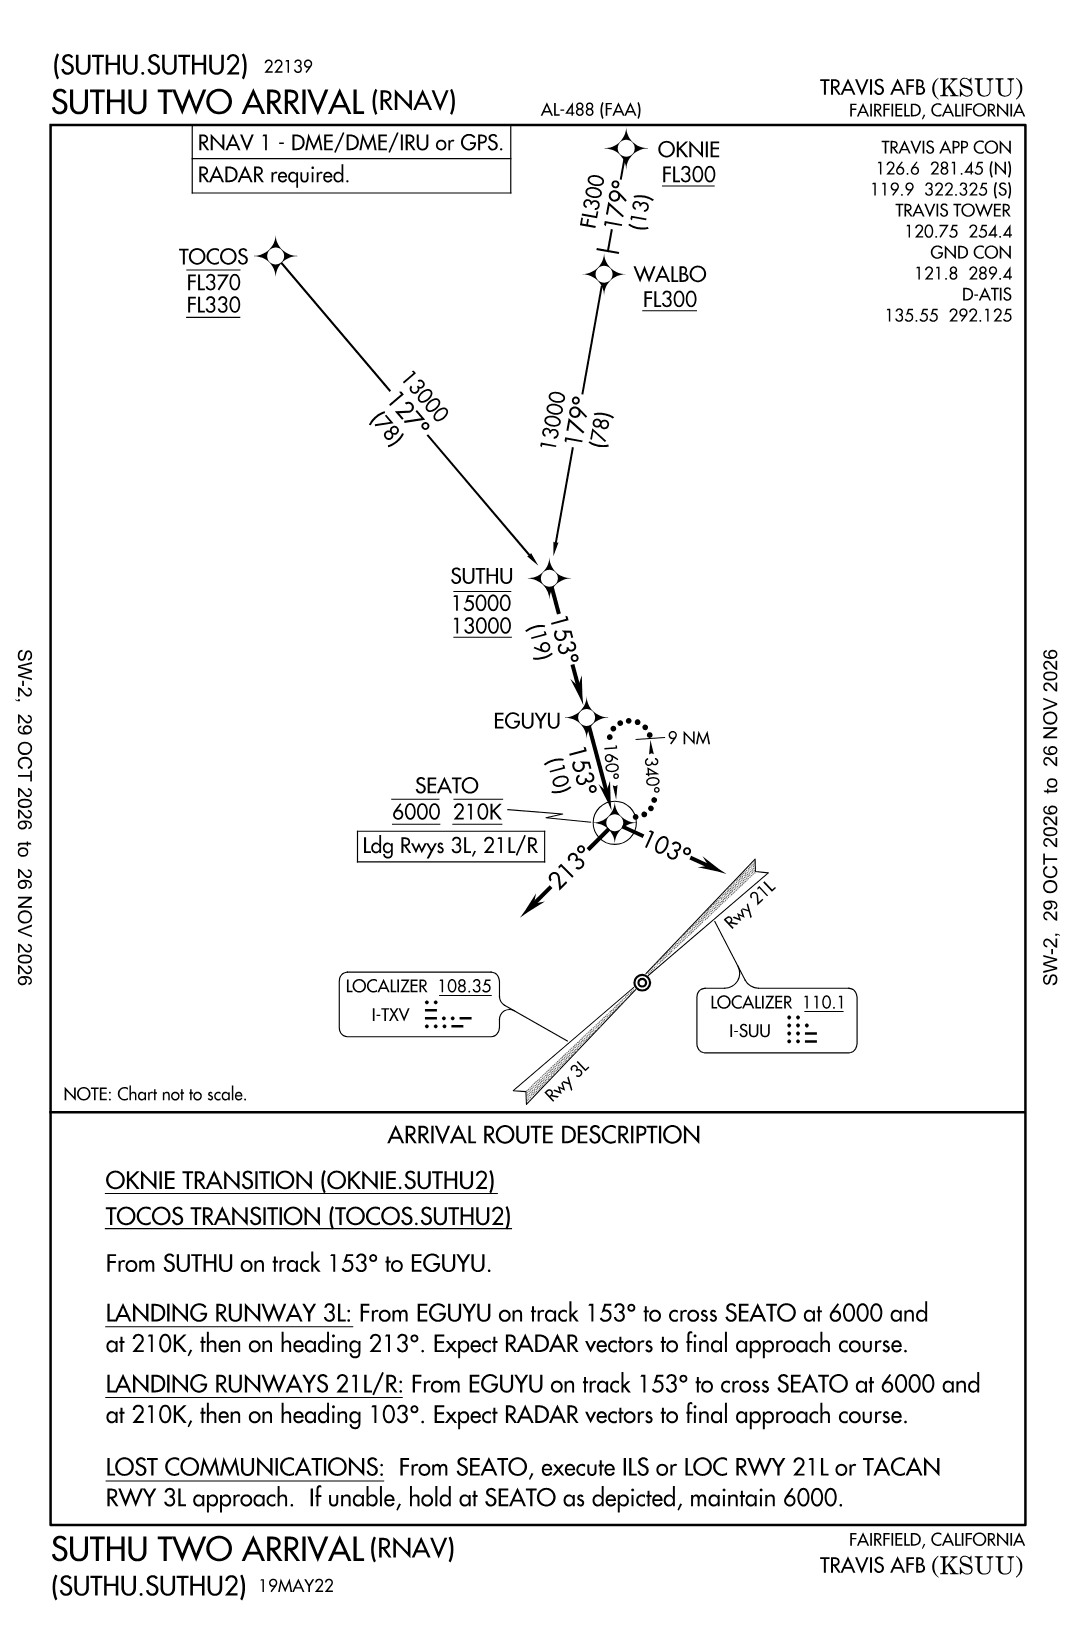 (SUTHU.SUTHU2) 22139
SUTHU TWO ARRIVAL (RNAV)
AL-488 (FAA)
TRAVIS AFB (KSUU)
FAIRFIELD, CALIFORNIA
RNAV 1 - DME/DME/IRU or GPS.
RADAR required.
TRAVIS APP CON
126.6 281.45 (N)
119.9 322.325 (S)
TRAVIS TOWER
120.75 254.4
GND CON
121.8 289.4
D-ATIS
135.55 292.125
OKNIE
FL300
FL300
179°
(13)
TOCOS
FL370
FL330
WALBO
FL300
13000
127°
(78)
13000
179°
(78)
SUTHU
15000
13000
153°
(19)
EGUYU
9 NM
160°
340°
153°
(10)
SEATO
6000 210K
Ldg Rwys 3L, 21L/R
103°
213°
Rwy 21L
LOCALIZER 108.35
I-TXV
LOCALIZER 110.1
I-SUU
Rwy 3L
NOTE: Chart not to scale.
SW-2, 29 OCT 2026 to 26 NOV 2026
SW-2, 29 OCT 2026 to 26 NOV 2026
ARRIVAL ROUTE DESCRIPTION
OKNIE TRANSITION (OKNIE.SUTHU2)
TOCOS TRANSITION (TOCOS.SUTHU2)
From SUTHU on track 153° to EGUYU.
LANDING RUNWAY 3L: From EGUYU on track 153° to cross SEATO at 6000 and
at 210K, then on heading 213°. Expect RADAR vectors to final approach course.
LANDING RUNWAYS 21L/R: From EGUYU on track 153° to cross SEATO at 6000 and
at 210K, then on heading 103°. Expect RADAR vectors to final approach course.
LOST COMMUNICATIONS: From SEATO, execute ILS or LOC RWY 21L or TACAN
RWY 3L approach. If unable, hold at SEATO as depicted, maintain 6000.
SUTHU TWO ARRIVAL (RNAV)
(SUTHU.SUTHU2) 19MAY22
FAIRFIELD, CALIFORNIA
TRAVIS AFB (KSUU)